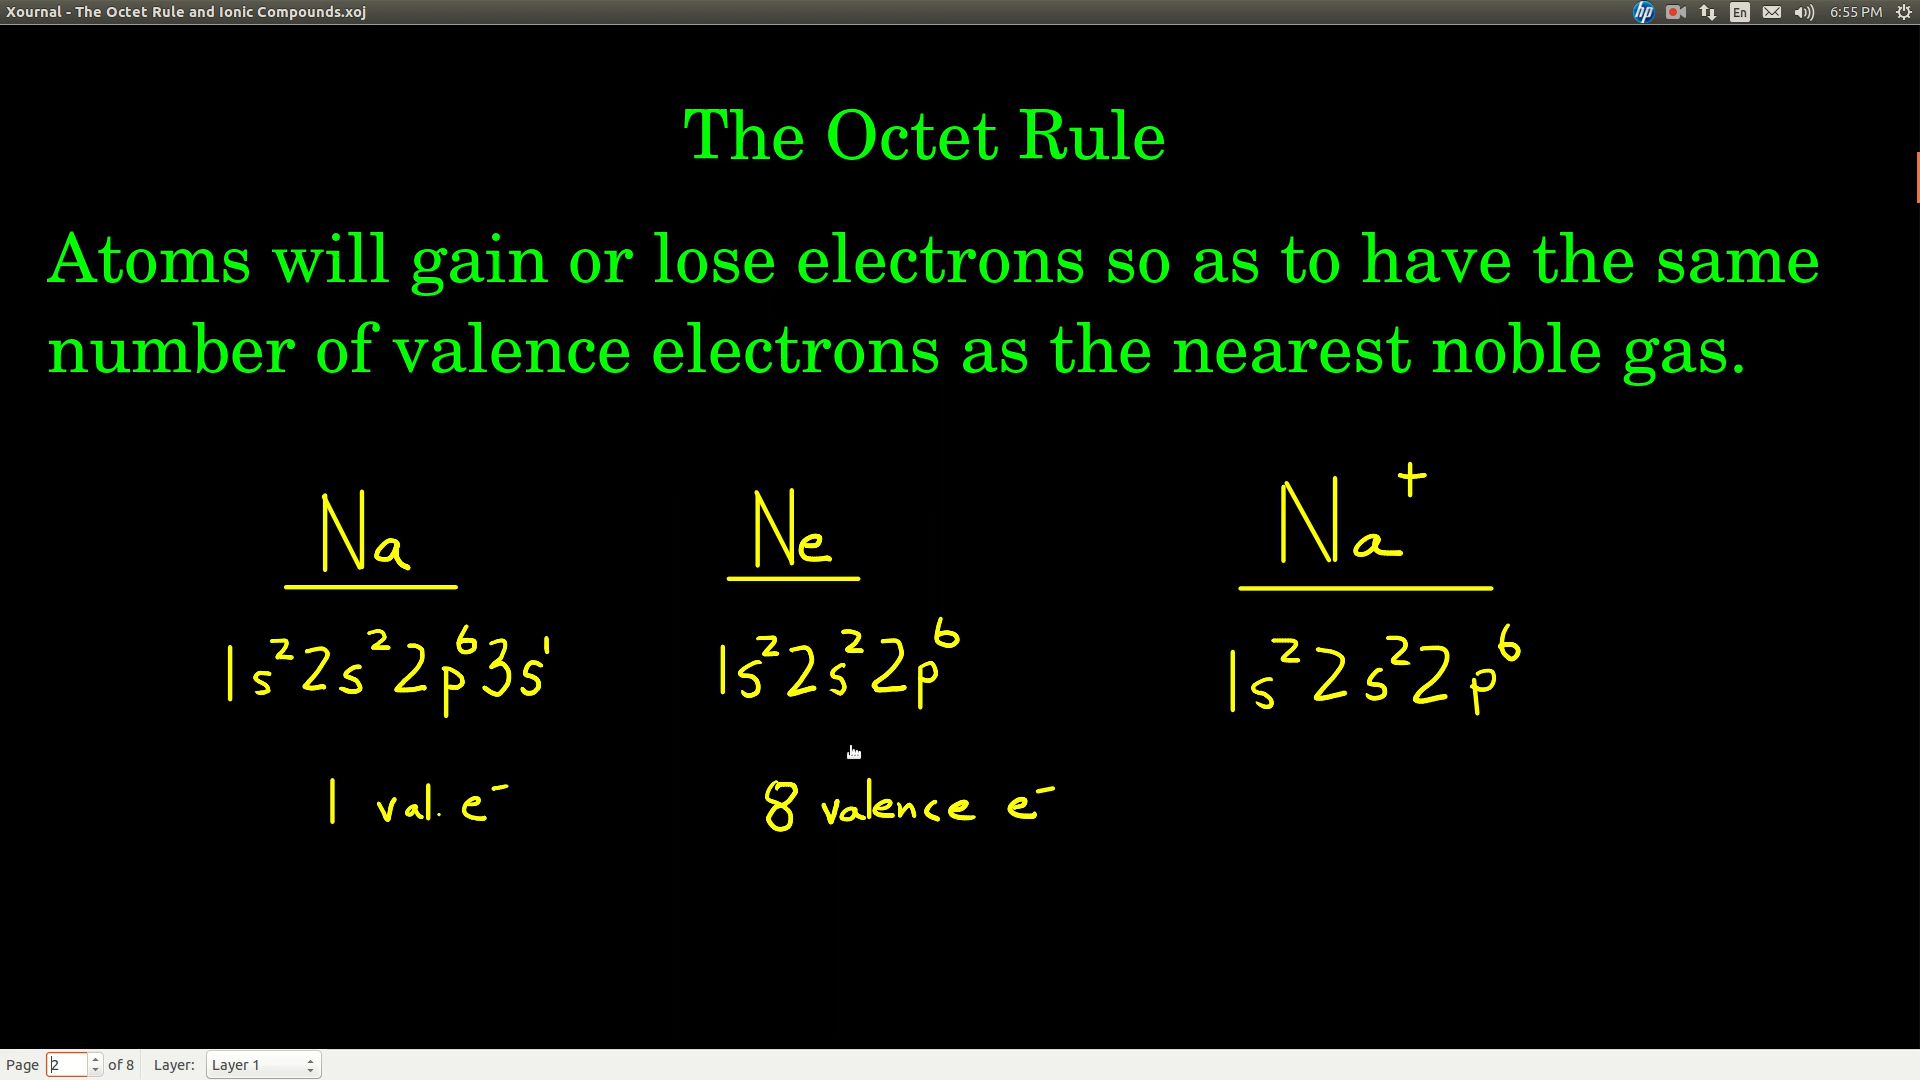 Xournal - The Octet Rule and Ionic Compounds.xoj
hp En 6:55 PM
The Octet Rule
Atoms will gain or lose electrons so as to have the same
number of valence electrons as the nearest noble gas.
Na Ne Na⁺
1s²2s²2p⁶3s¹ 1s²2s²2p⁶ 1s²2s²2p⁶
1 val. e⁻ 8 valence e⁻
Page 2 of 8 Layer: Layer 1